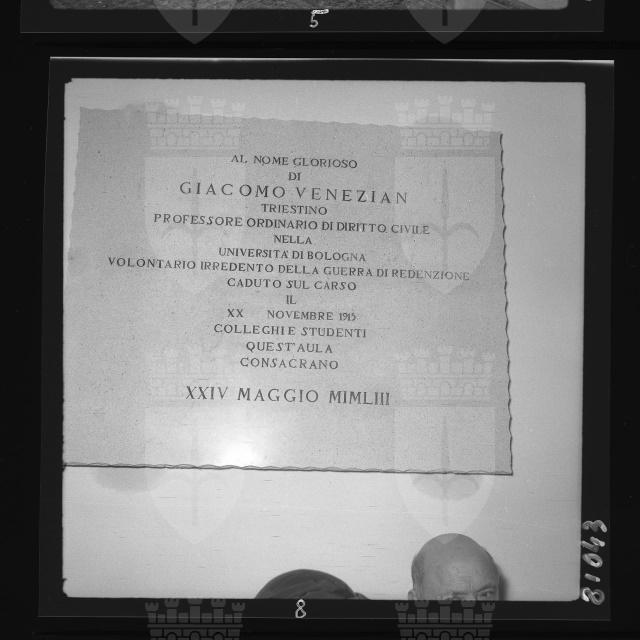 5
AL NOME GLORIOSO
DI
GIACOMO VENEZIAN
TRIESTINO
PROFESSORE ORDINARIO DI DIRITTO CIVILE
NELLA
UNIVERSITA' DI BOLOGNA
VOLONTARIO IRREDENTO DELLA GUERRA DI REDENZIONE
CADUTO SUL CARSO
IL
XX NOVEMBRE 1915
COLLEGHI E STUDENTI
QUEST'AULA
CONSACRANO
XXIV MAGGIO MIMLIII
8
81043